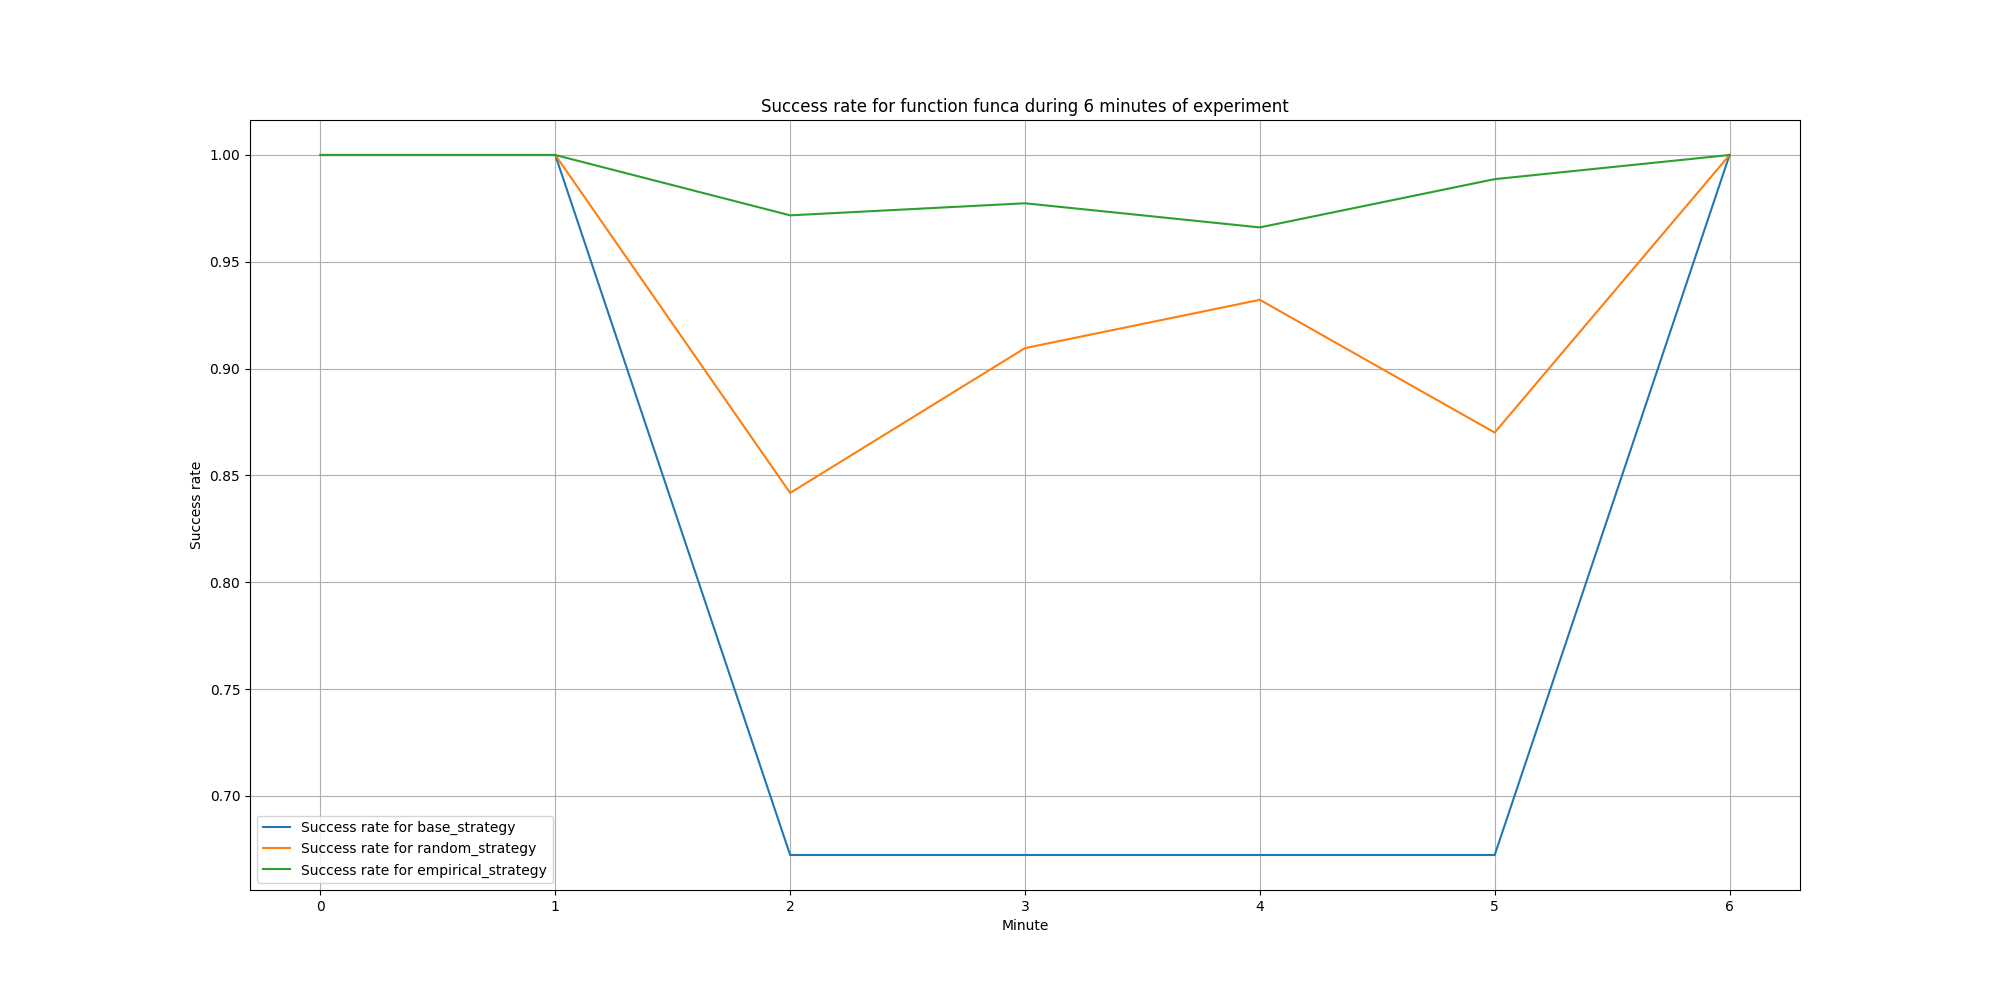 Success rate for function funca during 6 minutes of experiment
1.00
0.95
0.90
0.85
0.80
0.75
0.70
Success rate
Success rate for base_strategy
Success rate for random_strategy
Success rate for empirical_strategy
0 1 2 3 4 5 6
Minute